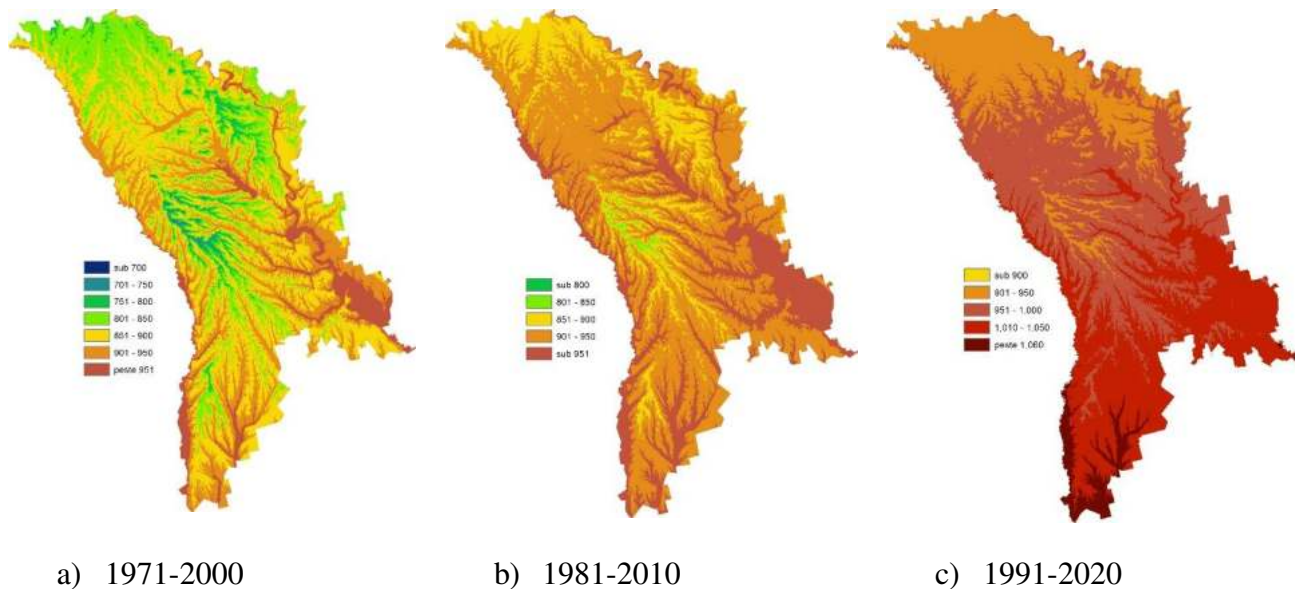 sub 700
701 - 750
751 - 800
801 - 850
851 - 900
901 - 950
peste 951
sub 800
801 - 850
851 - 900
901 - 950
sub 951
sub 900
901 - 950
951 - 1,000
1,010 - 1,050
peste 1,060
a) 1971-2000
b) 1981-2010
c) 1991-2020